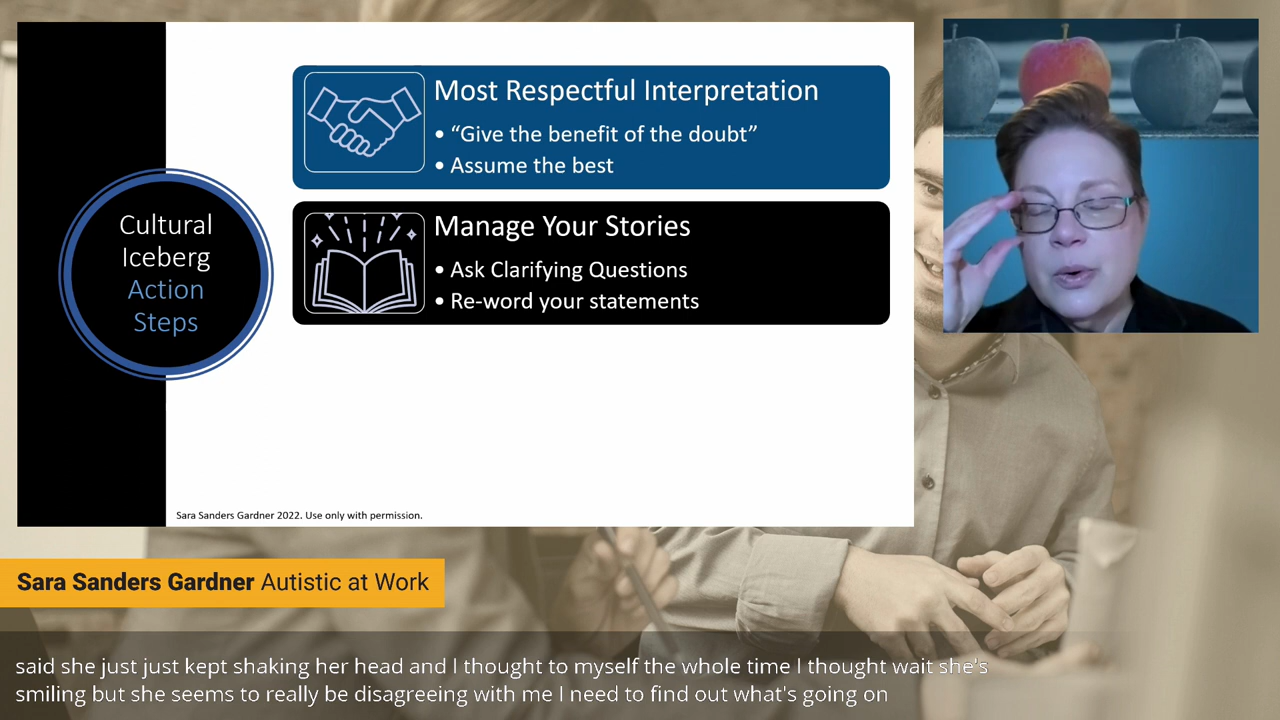 Cultural
Iceberg
Action
Steps
Most Respectful Interpretation
• “Give the benefit of the doubt”
• Assume the best
Manage Your Stories
• Ask Clarifying Questions
• Re-word your statements
Sara Sanders Gardner 2022. Use only with permission.
Sara Sanders Gardner Autistic at Work
said she just just kept shaking her head and I thought to myself the whole time I thought wait she's
smiling but she seems to really be disagreeing with me I need to find out what's going on